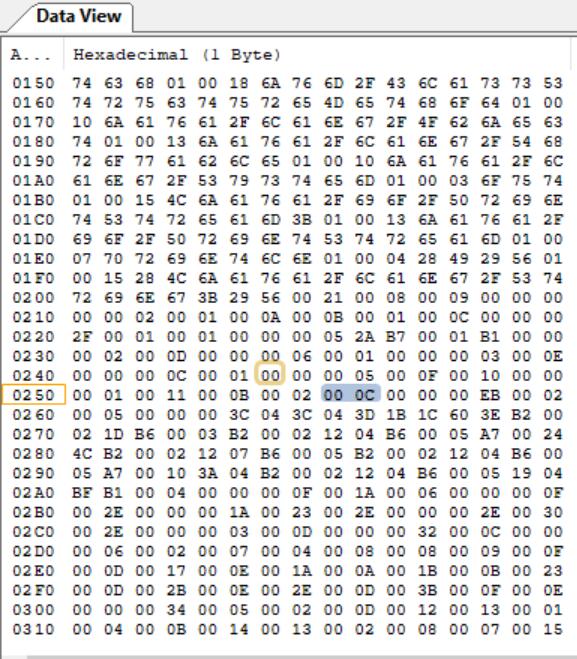 Data View
A... Hexadecimal (1 Byte)
0150 74 63 68 01 00 18 6A 76 6D 2F 43 6C 61 73 73 53
0160 74 72 75 63 74 75 72 65 4D 65 74 68 6F 64 01 00
0170 10 6A 61 76 61 2F 6C 61 6E 67 2F 4F 62 6A 65 63
0180 74 01 00 13 6A 61 76 61 2F 6C 61 6E 67 2F 54 68
0190 72 6F 77 61 62 6C 65 01 00 10 6A 61 76 61 2F 6C
01A0 61 6E 67 2F 53 79 73 74 65 6D 01 00 03 6F 75 74
01B0 01 00 15 4C 6A 61 76 61 2F 69 6F 2F 50 72 69 6E
01C0 74 53 74 72 65 61 6D 3B 01 00 13 6A 61 76 61 2F
01D0 69 6F 2F 50 72 69 6E 74 53 74 72 65 61 6D 01 00
01E0 07 70 72 69 6E 74 6C 6E 01 00 04 28 49 29 56 01
01F0 00 15 28 4C 6A 61 76 61 2F 6C 61 6E 67 2F 53 74
0200 72 69 6E 67 3B 29 56 00 21 00 08 00 09 00 00 00
0210 00 00 02 00 01 00 0A 00 0B 00 01 00 0C 00 00 00
0220 2F 00 01 00 01 00 00 00 05 2A B7 00 01 B1 00 00
0230 00 02 00 0D 00 00 00 06 00 01 00 00 00 03 00 0E
0240 00 00 00 0C 00 01 00 00 00 05 00 0F 00 10 00 00
0250 00 01 00 11 00 0B 00 02 00 0C 00 00 00 EB 00 02
0260 00 05 00 00 00 3C 04 3C 04 3D 1B 1C 60 3E B2 00
0270 02 1D B6 00 03 B2 00 02 12 04 B6 00 05 A7 00 24
0280 4C B2 00 02 12 07 B6 00 05 B2 00 02 12 04 B6 00
0290 05 A7 00 10 3A 04 B2 00 02 12 04 B6 00 05 19 04
02A0 BF B1 00 04 00 00 00 0F 00 1A 00 06 00 00 00 0F
02B0 00 2E 00 00 00 1A 00 23 00 2E 00 00 00 2E 00 30
02C0 00 2E 00 00 00 03 00 0D 00 00 00 32 00 0C 00 00
02D0 00 06 00 02 00 07 00 04 00 08 00 08 00 09 00 0F
02E0 00 0D 00 17 00 0E 00 1A 00 0A 00 1B 00 0B 00 23
02F0 00 0D 00 2B 00 0E 00 2E 00 0D 00 3B 00 0F 00 0E
0300 00 00 00 34 00 05 00 02 00 0D 00 12 00 13 00 01
0310 00 04 00 0B 00 14 00 13 00 02 00 08 00 07 00 15